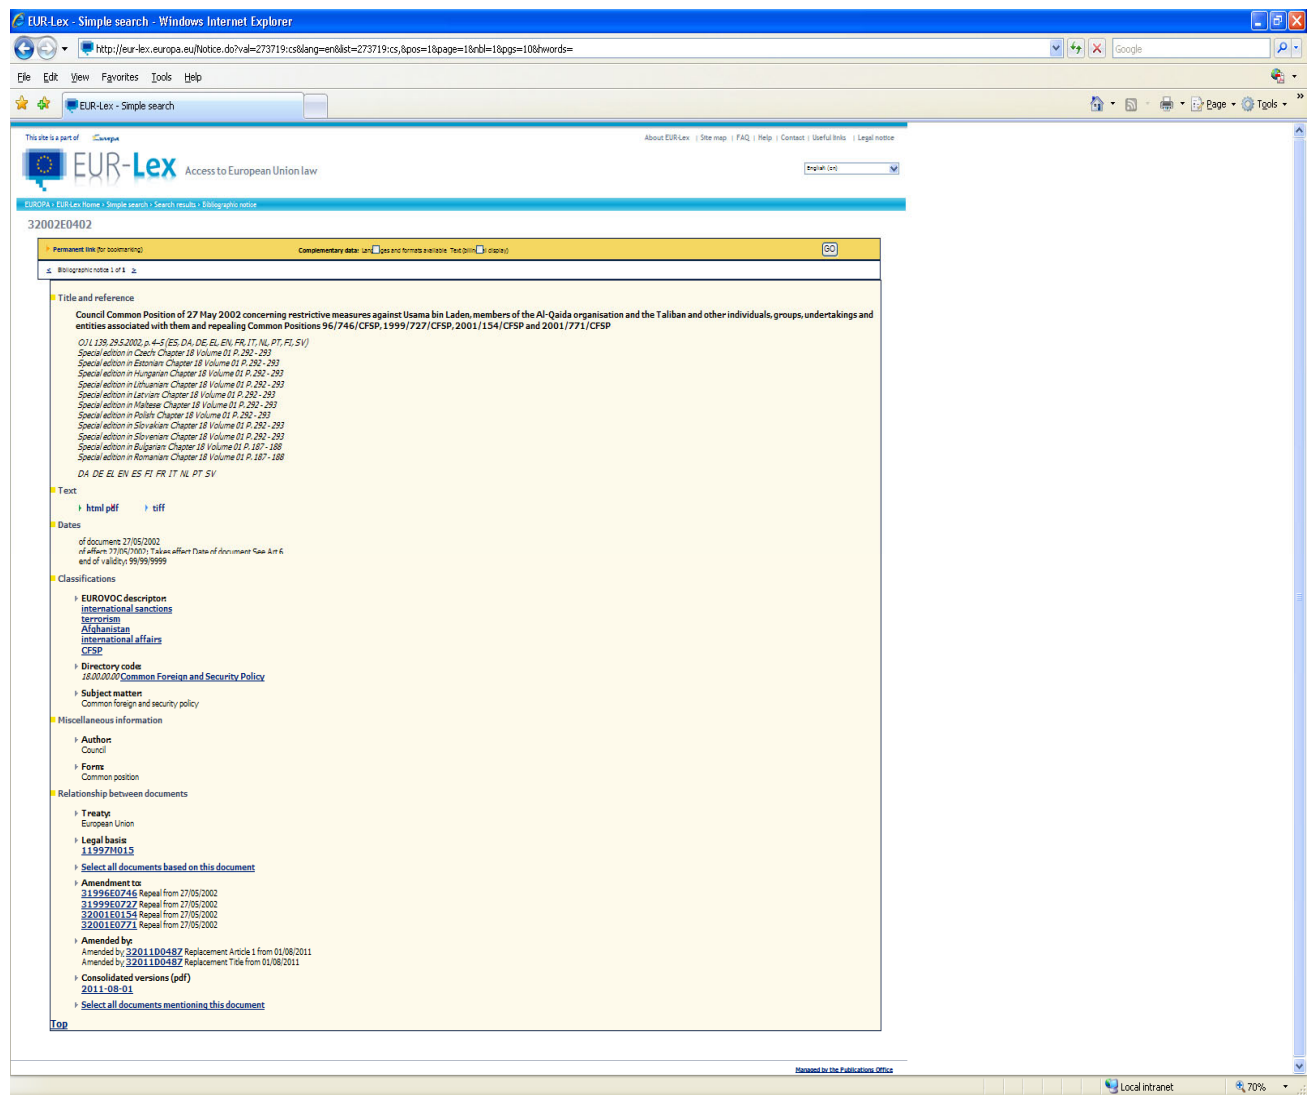 EUR-Lex - Simple search - Windows Internet Explorer
http://eur-lex.europa.eu/Notice.do?val=273719:cs&lang=en&list=273719:cs,&pos=1&page=1&nbl=1&pgs=10&hwords=
Google
File Edit View Favorites Tools Help
EUR-Lex - Simple search
Page Tools »
This site is a part of Europa
About EUR-Lex | Site map | FAQ | Help | Contact | Useful links | Legal notice
EUR-Lex Access to European Union law
English (en)
EUROPA > EUR-Lex Home > Simple search > Search results > Bibliographic notice
32002E0402
Permanent link (for bookmarking) Complementary data: Languages and formats available Text (bilingual display) GO
< Bibliographic notice 1 of 1 >
Title and reference
Council Common Position of 27 May 2002 concerning restrictive measures against Usama bin Laden, members of the Al-Qaida organisation and the Taliban and other individuals, groups, undertakings and
entities associated with them and repealing Common Positions 96/746/CFSP, 1999/727/CFSP, 2001/154/CFSP and 2001/771/CFSP
OJ L 139, 29.5.2002, p. 4–5 (ES, DA, DE, EL, EN, FR, IT, NL, PT, FI, SV)
Special edition in Czech: Chapter 18 Volume 01 P. 292 - 293
Special edition in Estonian: Chapter 18 Volume 01 P. 292 - 293
Special edition in Hungarian: Chapter 18 Volume 01 P. 292 - 293
Special edition in Lithuanian: Chapter 18 Volume 01 P. 292 - 293
Special edition in Latvian: Chapter 18 Volume 01 P. 292 - 293
Special edition in Maltese: Chapter 18 Volume 01 P. 292 - 293
Special edition in Polish: Chapter 18 Volume 01 P. 292 - 293
Special edition in Slovakian: Chapter 18 Volume 01 P. 292 - 293
Special edition in Slovenian: Chapter 18 Volume 01 P. 292 - 293
Special edition in Bulgarian: Chapter 18 Volume 01 P. 187 - 188
Special edition in Romanian: Chapter 18 Volume 01 P. 187 - 188
DA DE EL EN ES FI FR IT NL PT SV
Text
html pdf tiff
Dates
of document: 27/05/2002
of effect: 27/05/2002; Takes effect Date of document See Art 6
end of validity: 99/99/9999
Classifications
EUROVOC descriptor:
international sanctions
terrorism
Afghanistan
international affairs
CFSP
Directory code:
18.00.00.00 Common Foreign and Security Policy
Subject matter:
Common foreign and security policy
Miscellaneous information
Author:
Council
Form:
Common position
Relationship between documents
Treaty:
European Union
Legal basis:
11997M015
Select all documents based on this document
Amendment to:
31996E0746 Repeal from 27/05/2002
31999E0727 Repeal from 27/05/2002
32001E0154 Repeal from 27/05/2002
32001E0771 Repeal from 27/05/2002
Amended by:
Amended by 32011D0487 Replacement Article 1 from 01/08/2011
Amended by 32011D0487 Replacement Title from 01/08/2011
Consolidated versions (pdf)
2011-08-01
Select all documents mentioning this document
Top
Managed by the Publications Office
Local intranet 70%